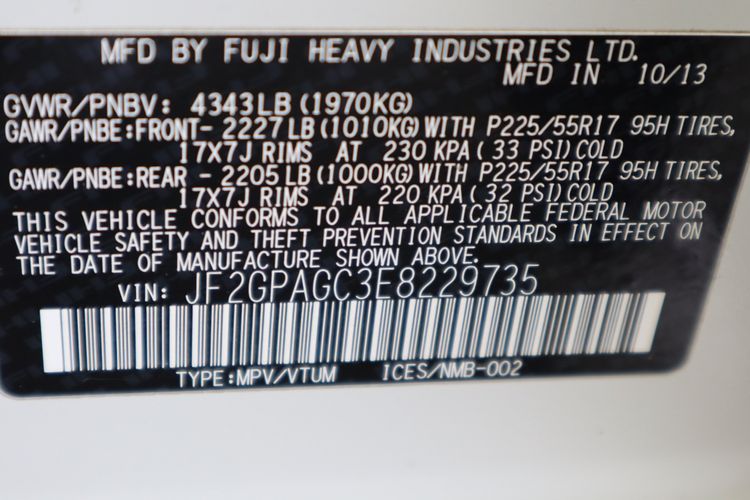 MFD BY FUJI HEAVY INDUSTRIES LTD.
MFD IN 10/13
GVWR/PNBV: 4343LB (1970KG)
GAWR/PNBE:FRONT- 2227LB (1010KG) WITH P225/55R17 95H TIRES,
17X7J RIMS AT 230 KPA( 33 PSI) COLD
GAWR/PNBE:REAR - 2205LB (1000KG) WITH P225/55R17 95H TIRES,
17X7J RIMS AT 220 KPA( 32 PSI) COLD
THIS VEHICLE CONFORMS TO ALL APPLICABLE FEDERAL MOTOR
VEHICLE SAFETY AND THEFT PREVENTION STANDARDS IN EFFECT ON
THE DATE OF MANUFACTURE SHOWN ABOVE.
VIN: JF2GPAGC3E8229735
TYPE:MPV/VTUM ICES/NMB-002